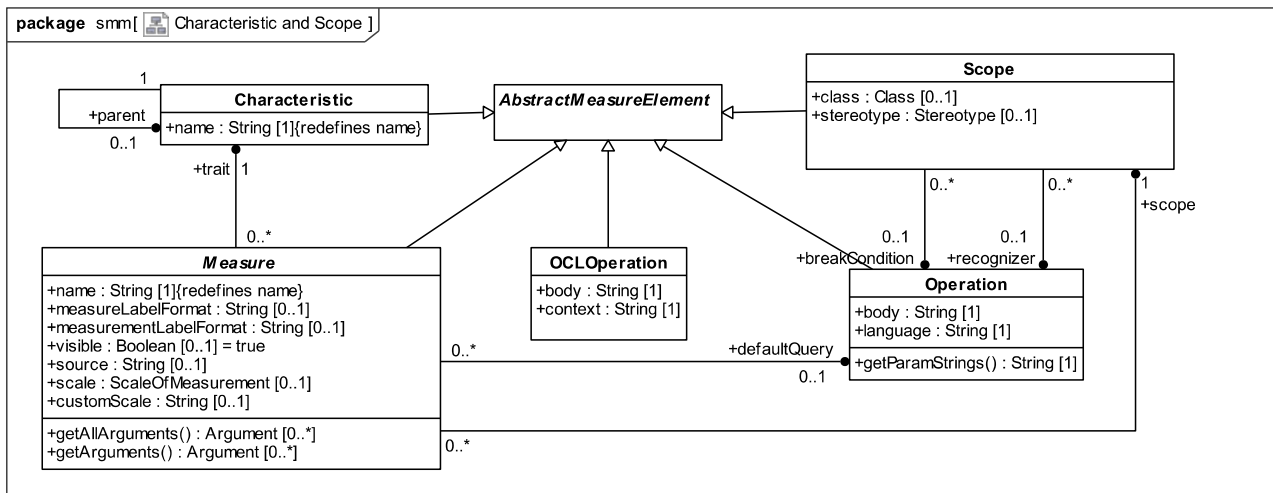 package smm[ Characteristic and Scope ]
Characteristic
+name : String [1]{redefines name}
1
+parent
0..1
AbstractMeasureElement
Scope
+class : Class [0..1]
+stereotype : Stereotype [0..1]
+trait 1
0..*
0..*
0..*
1
+scope
0..1
+breakCondition
0..1
+recognizer
Measure
+name : String [1]{redefines name}
+measureLabelFormat : String [0..1]
+measurementLabelFormat : String [0..1]
+visible : Boolean [0..1] = true
+source : String [0..1]
+scale : ScaleOfMeasurement [0..1]
+customScale : String [0..1]
+getAllArguments() : Argument [0..*]
+getArguments() : Argument [0..*]
OCLOperation
+body : String [1]
+context : String [1]
Operation
+body : String [1]
+language : String [1]
+getParamStrings() : String [1]
0..*
+defaultQuery
0..1
0..*